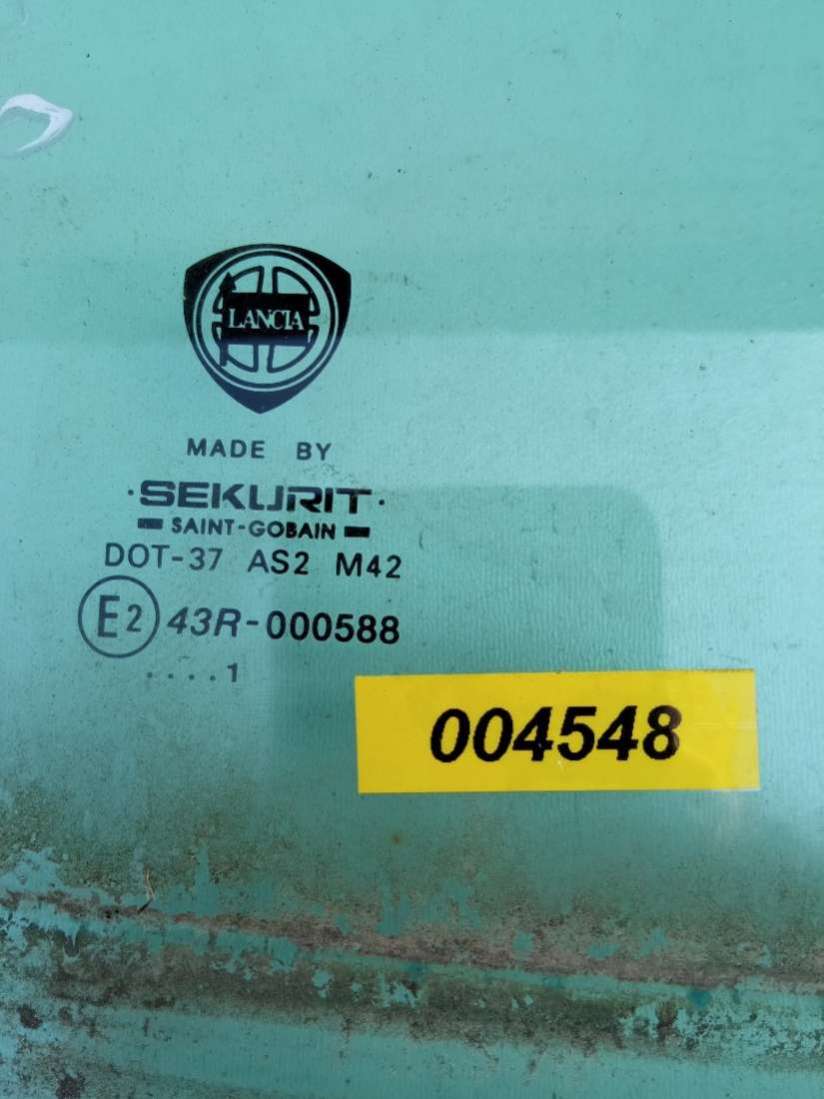 LANCIA
MADE BY
·SEKURIT·
SAINT-GOBAIN
DOT-37 AS2 M42
E2 43R-000588
....1
004548